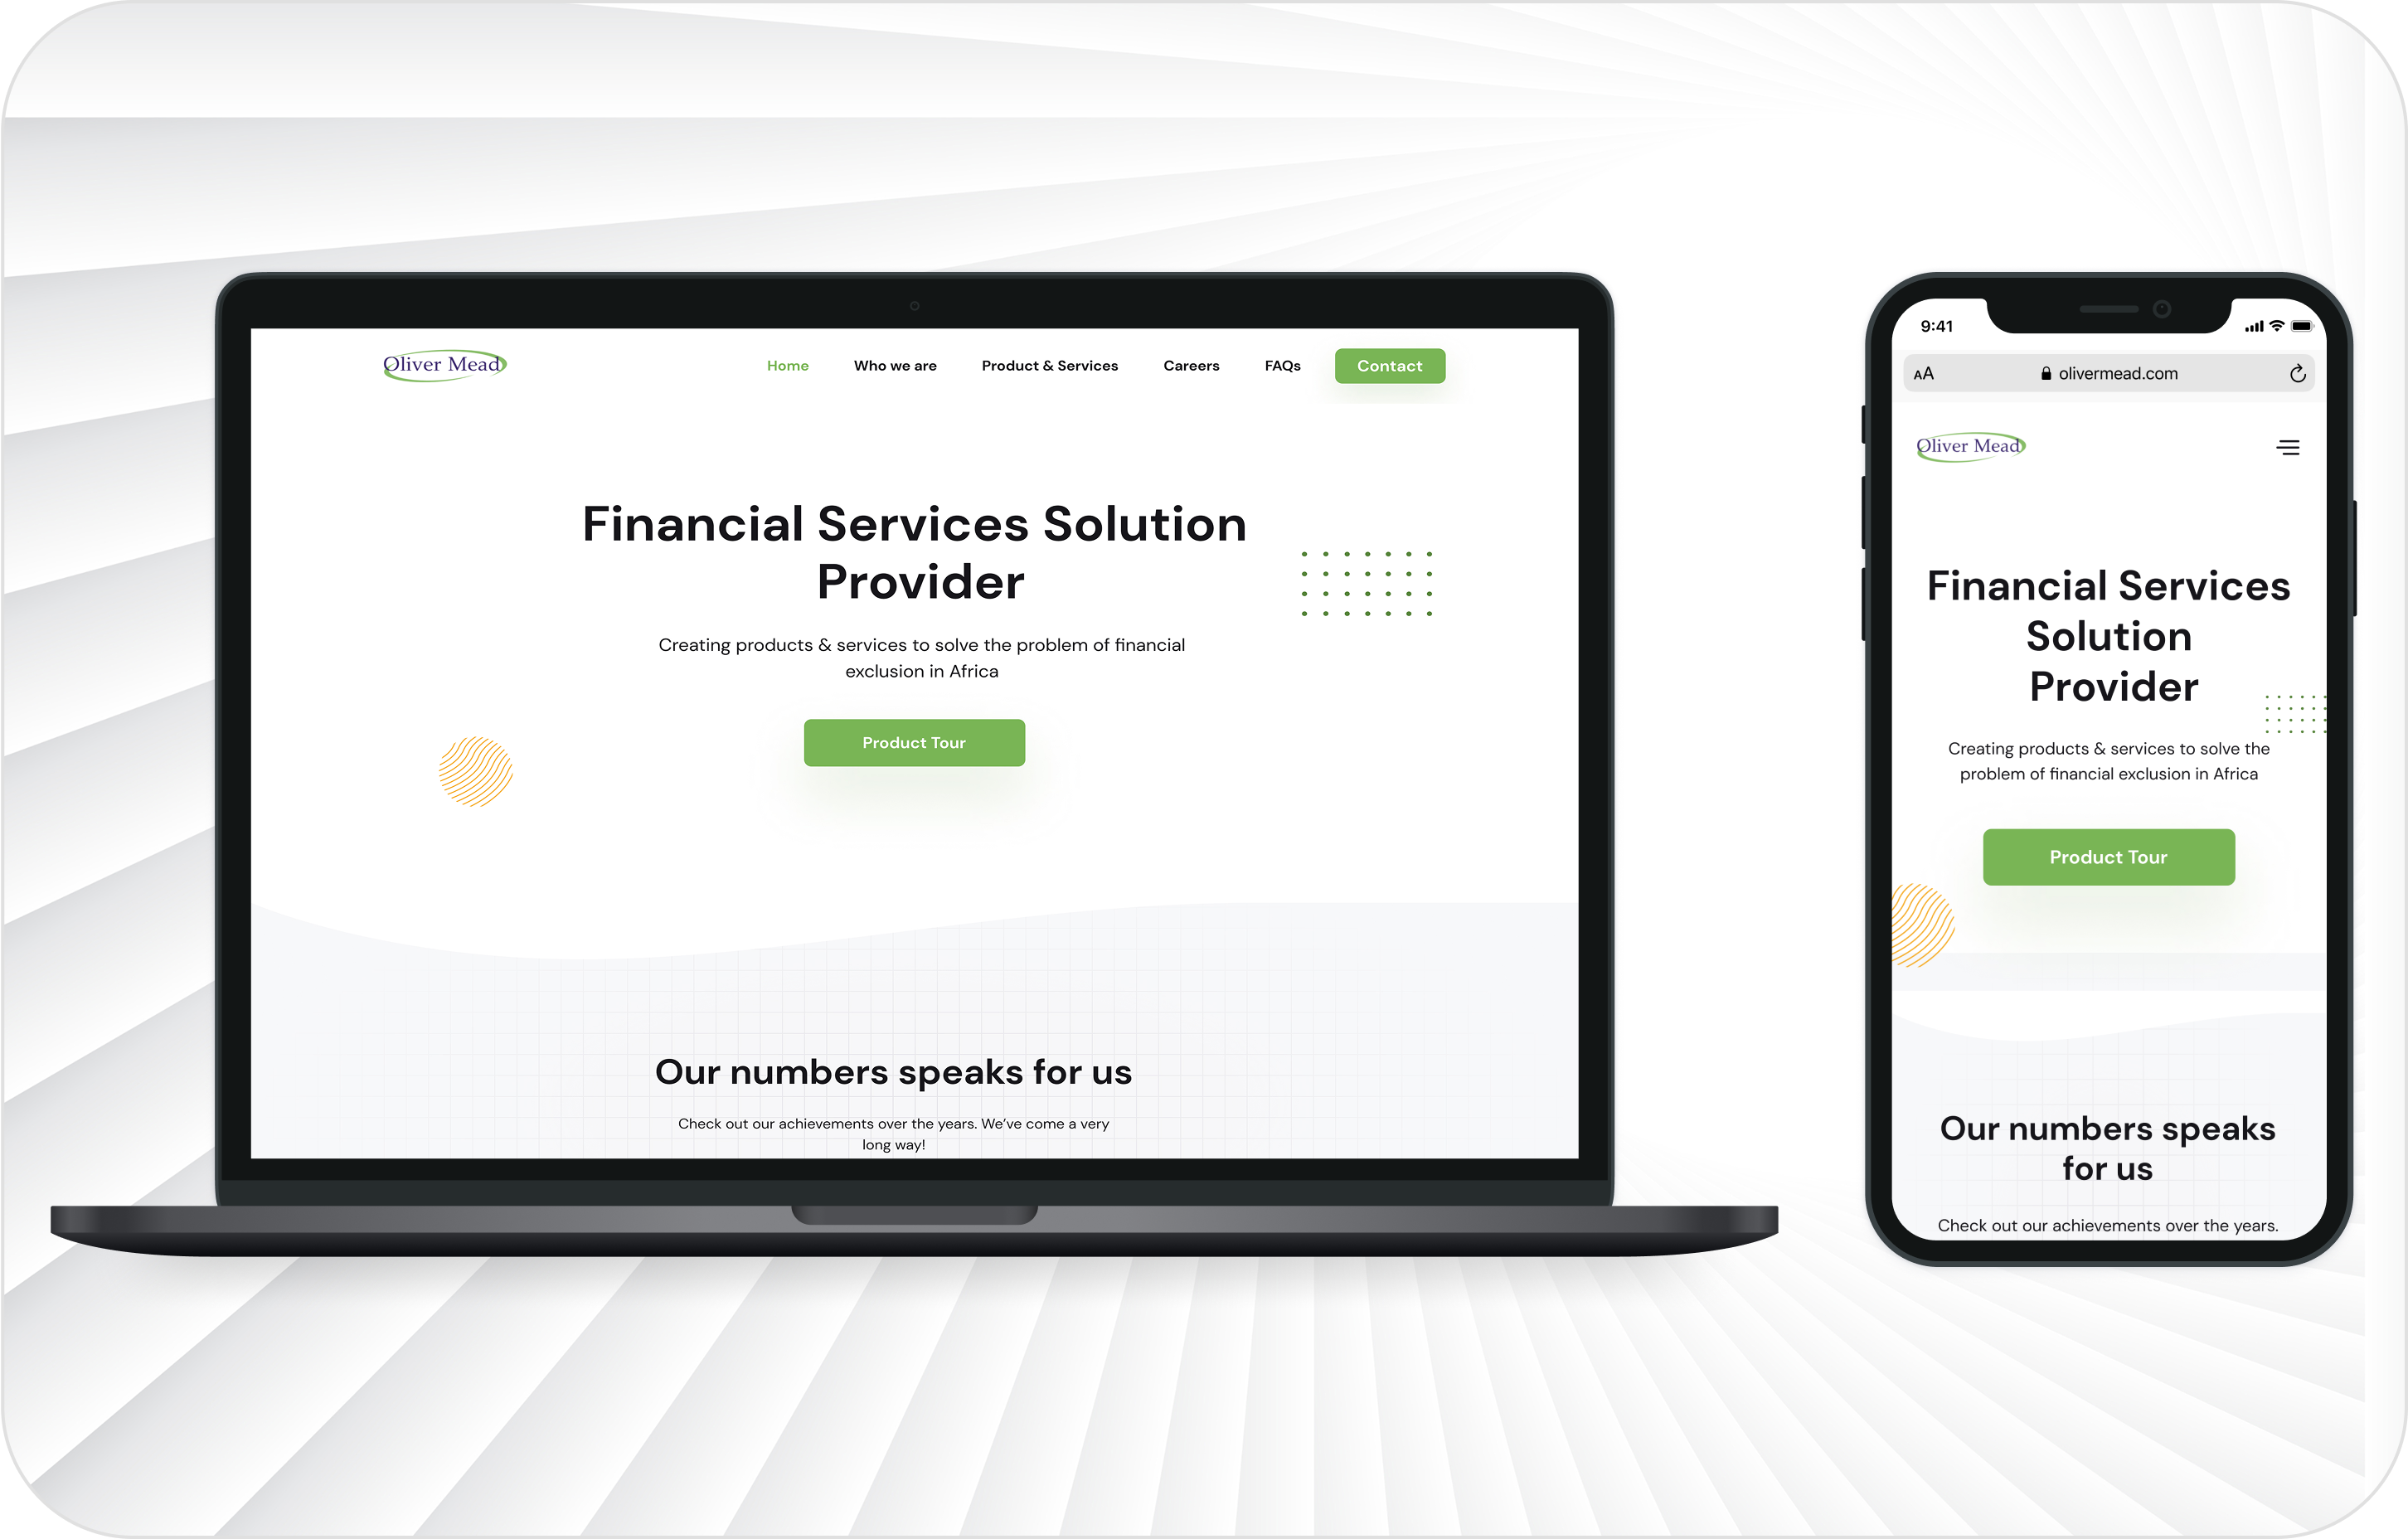 Oliver Mead
Home Who we are Product & Services Careers FAQs Contact
Financial Services Solution
Provider
Creating products & services to solve the problem of financial
exclusion in Africa
Product Tour
Our numbers speaks for us
Check out our achievements over the years. We've come a very
long way!
9:41
AA olivermead.com
Oliver Mead
Financial Services
Solution
Provider
Creating products & services to solve the
problem of financial exclusion in Africa
Product Tour
Our numbers speaks
for us
Check out our achievements over the years.